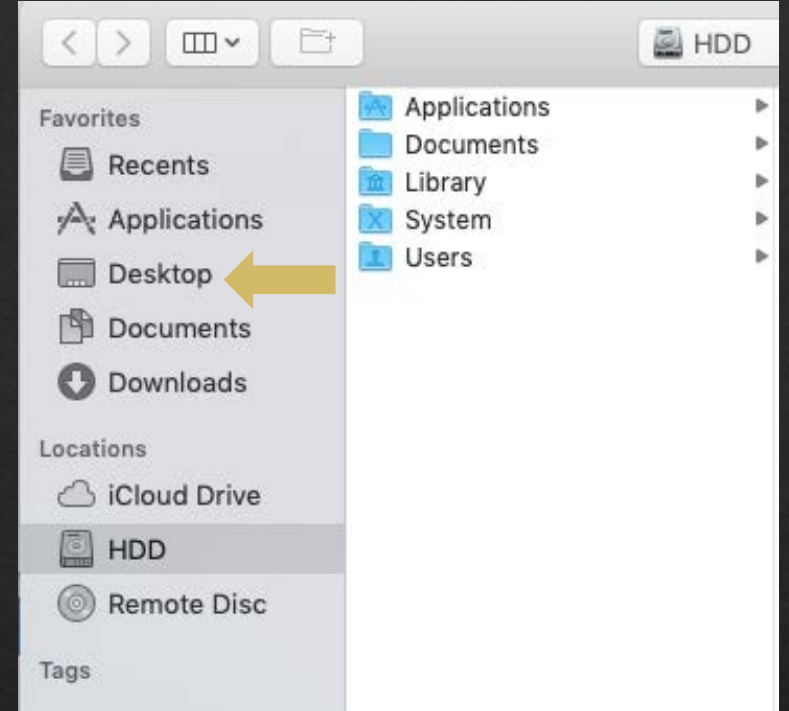 HDD
Favorites
Recents
Applications
Desktop
Documents
Downloads
Locations
iCloud Drive
HDD
Remote Disc
Tags
Applications
Documents
Library
System
Users